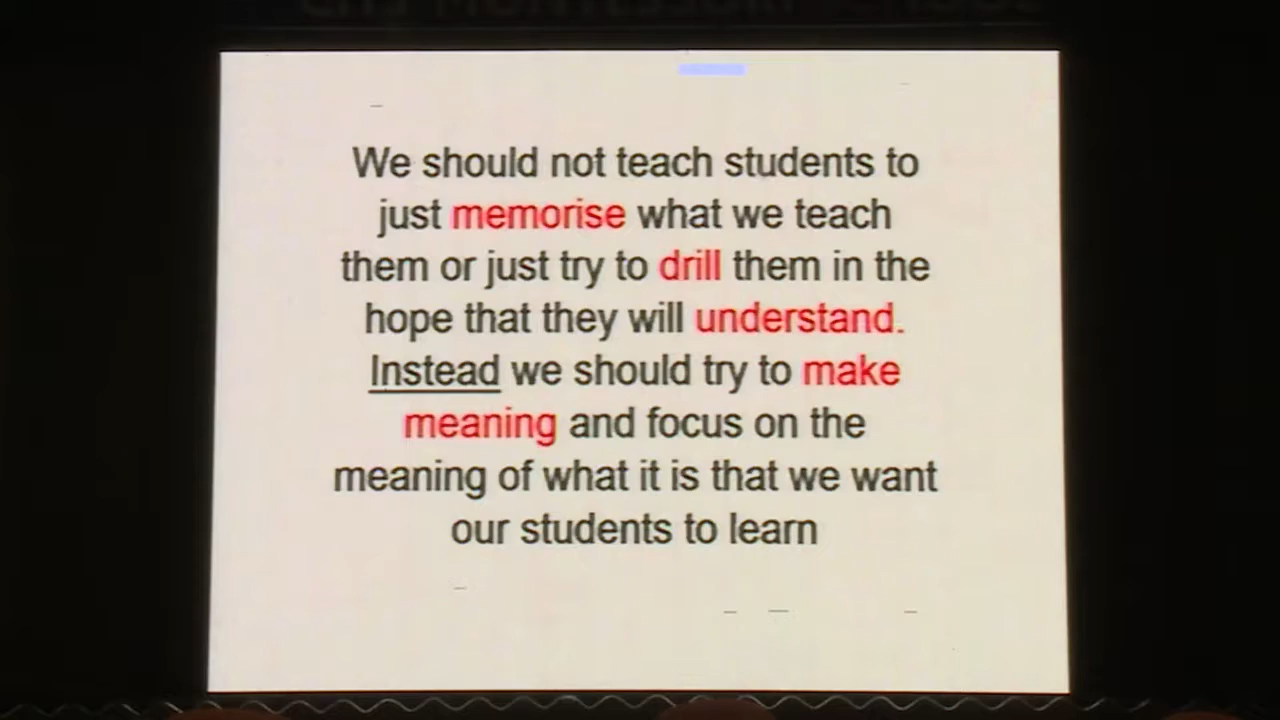 We should not teach students to
just memorise what we teach
them or just try to drill them in the
hope that they will understand.
Instead we should try to make
meaning and focus on the
meaning of what it is that we want
our students to learn